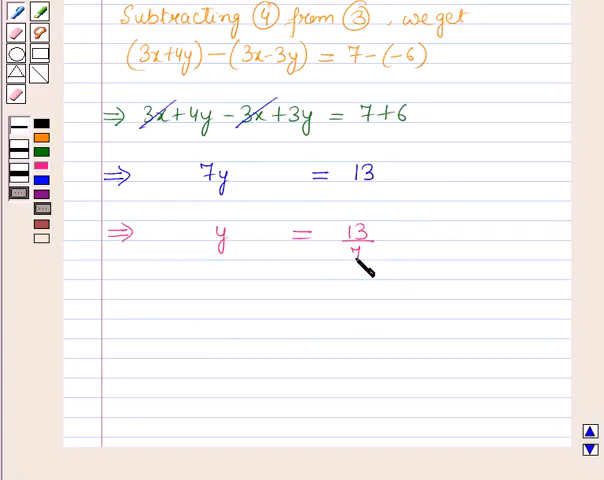 Subtracting ④ from ③, we get
(3x+4y)-(3x-3y) = 7-(-6)
⇒ 3x+4y-3x+3y = 7+6
⇒ 7y = 13
⇒ y = 13/7